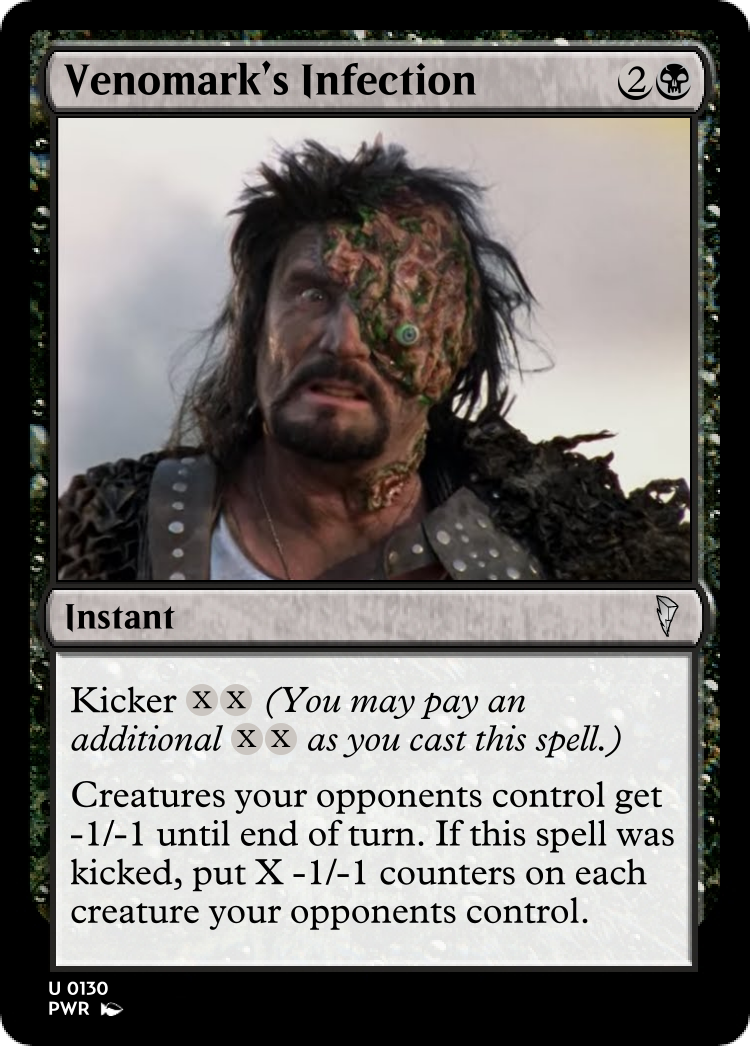 Venomark's Infection 2
Instant
Kicker X X (You may pay an
additional X X as you cast this spell.)
Creatures your opponents control get
-1/-1 until end of turn. If this spell was
kicked, put X -1/-1 counters on each
creature your opponents control.
U 0130
PWR